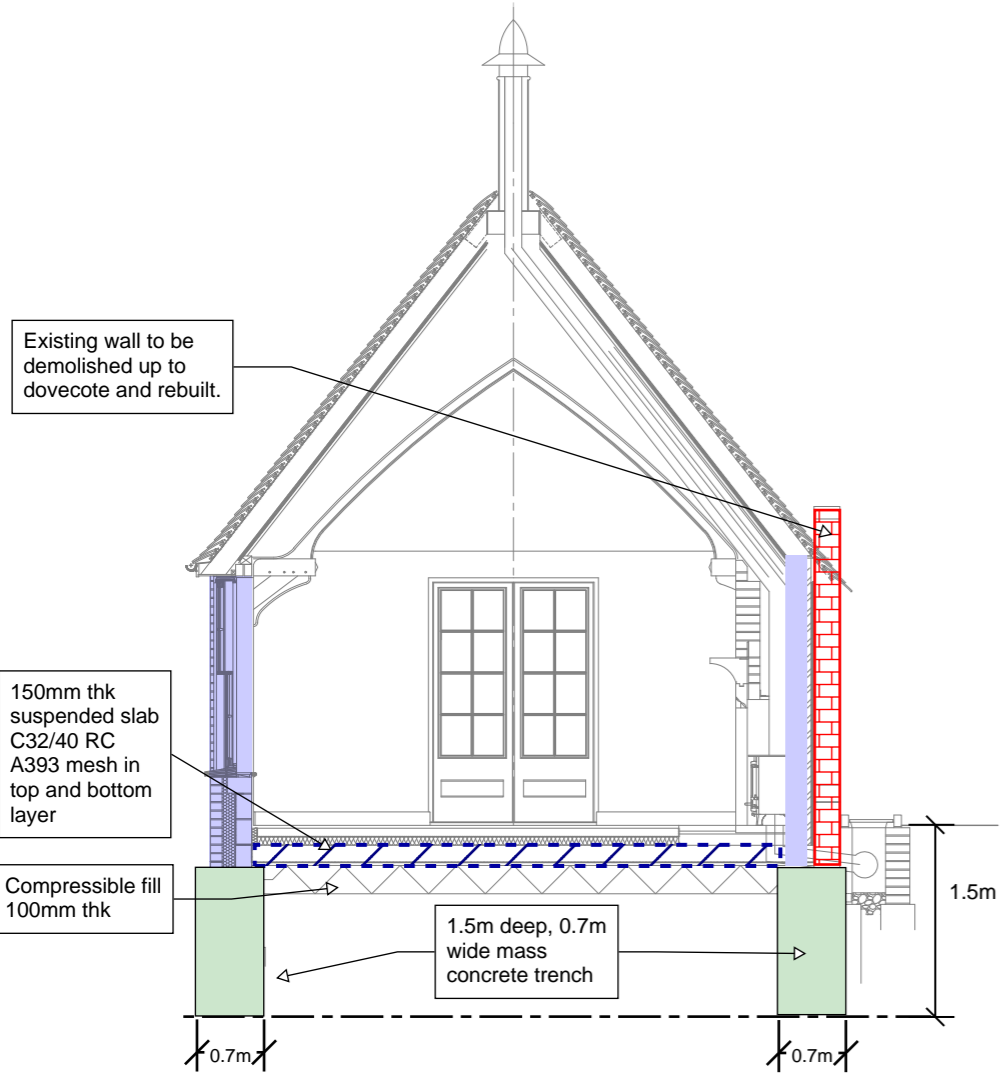 Existing wall to be
demolished up to
dovecote and rebuilt.
150mm thk
suspended slab
C32/40 RC
A393 mesh in
top and bottom
layer
Compressible fill
100mm thk
1.5m deep, 0.7m
wide mass
concrete trench
1.5m
0.7m
0.7m